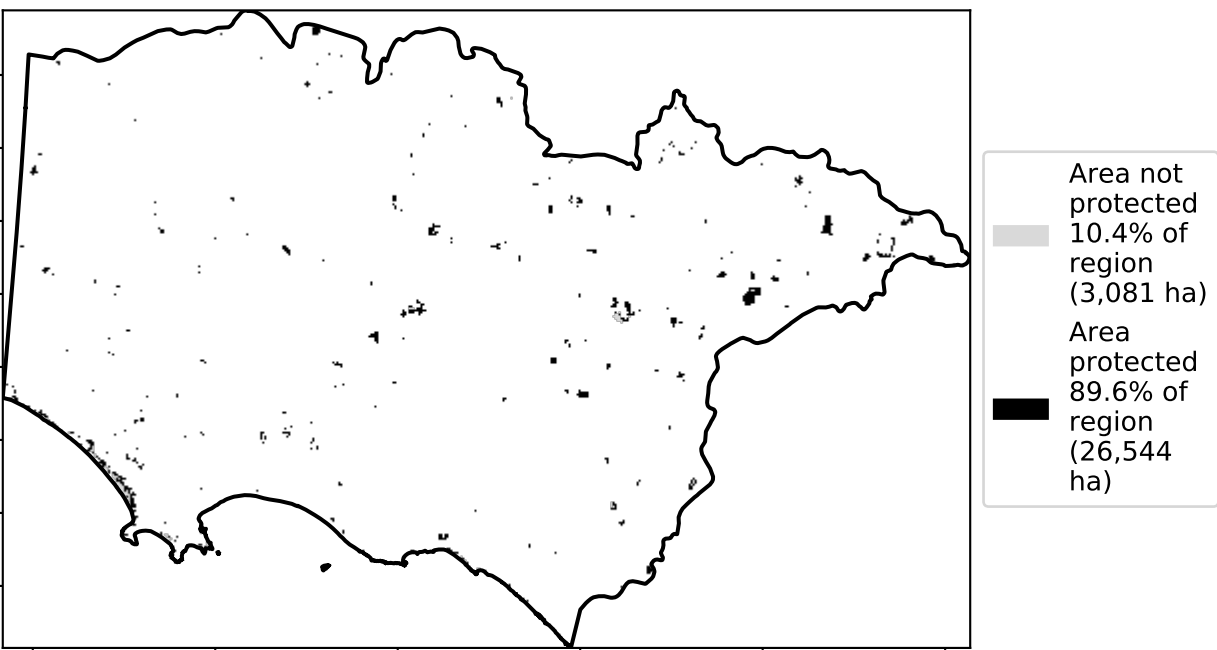 Area not
protected
10.4% of
region
(3,081 ha)
Area
protected
89.6% of
region
(26,544
ha)